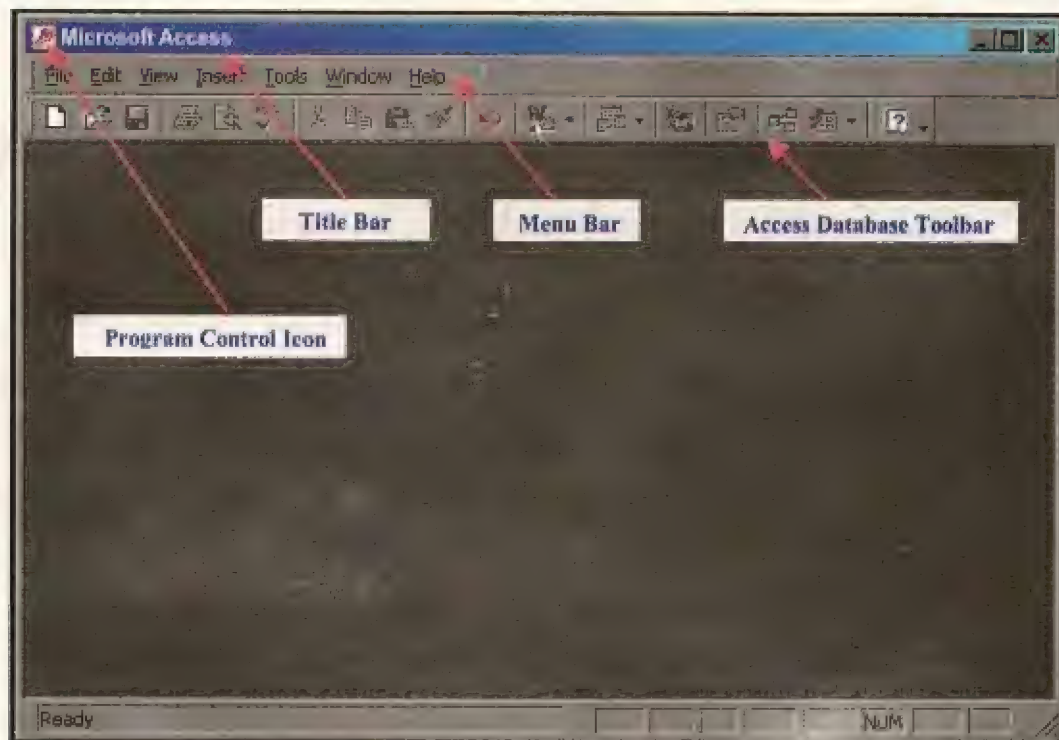 Microsoft Access
File Edit View Insert Tools Window Help
Title Bar
Menu Bar
Access Database Toolbar
Program Control Icon
Ready
NUM